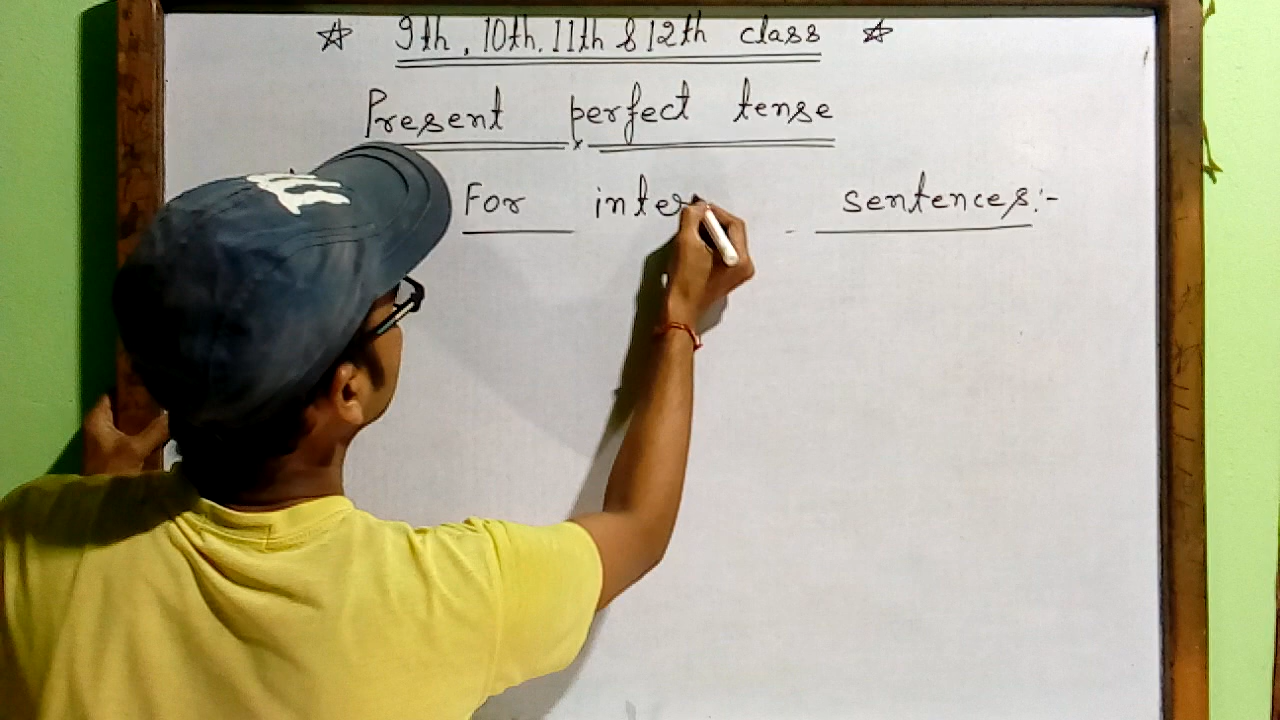 ☆ 9th, 10th, 11th & 12th class ☆
Present perfect tense
For inter sentences:-